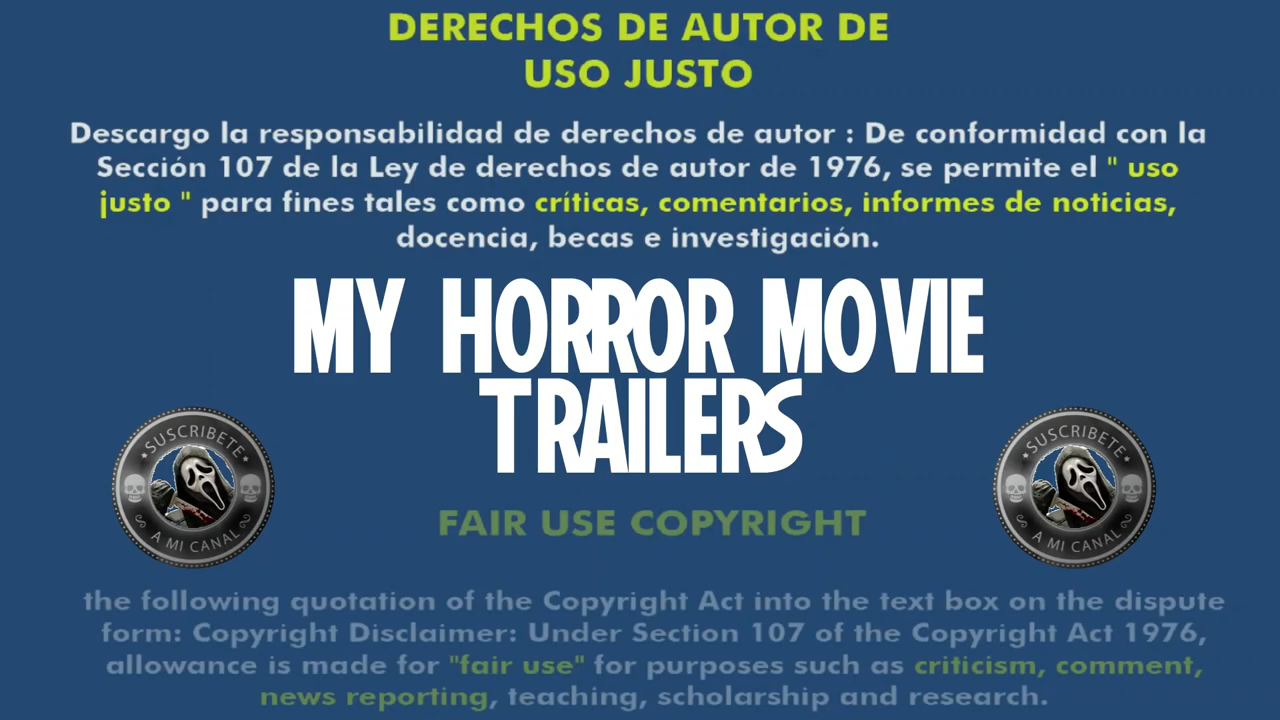 DERECHOS DE AUTOR DE
USO JUSTO
Descargo la responsabilidad de derechos de autor : De conformidad con la
Sección 107 de la Ley de derechos de autor de 1976, se permite el " uso
justo " para fines tales como críticas, comentarios, informes de noticias,
docencia, becas e investigación.
MY HORROR MOVIE
TRAILERS
SUSCRIBETE
A MI CANAL
SUSCRIBETE
A MI CANAL
FAIR USE COPYRIGHT
the following quotation of the Copyright Act into the text box on the dispute
form: Copyright Disclaimer: Under Section 107 of the Copyright Act 1976,
allowance is made for "fair use" for purposes such as criticism, comment,
news reporting, teaching, scholarship and research.